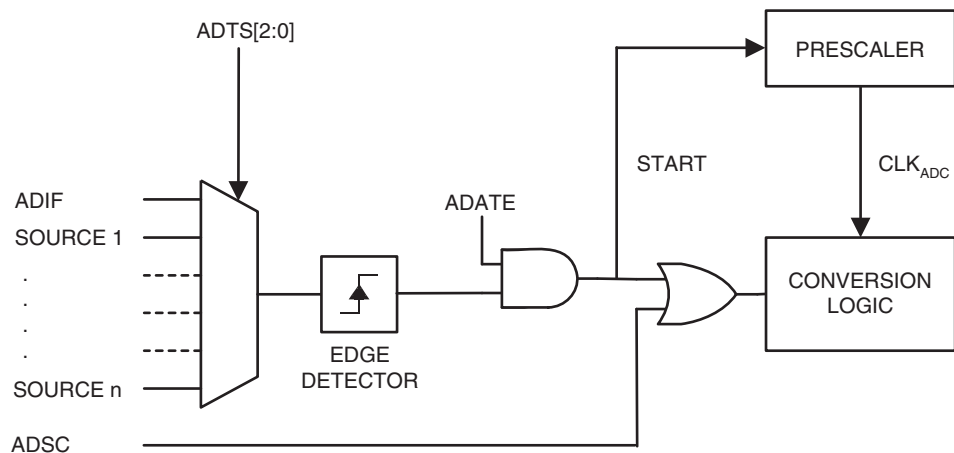 ADTS[2:0]
PRESCALER
START
CLKADC
ADIF
ADATE
SOURCE 1
.
.
.
.
CONVERSION
LOGIC
EDGE
DETECTOR
SOURCE n
ADSC